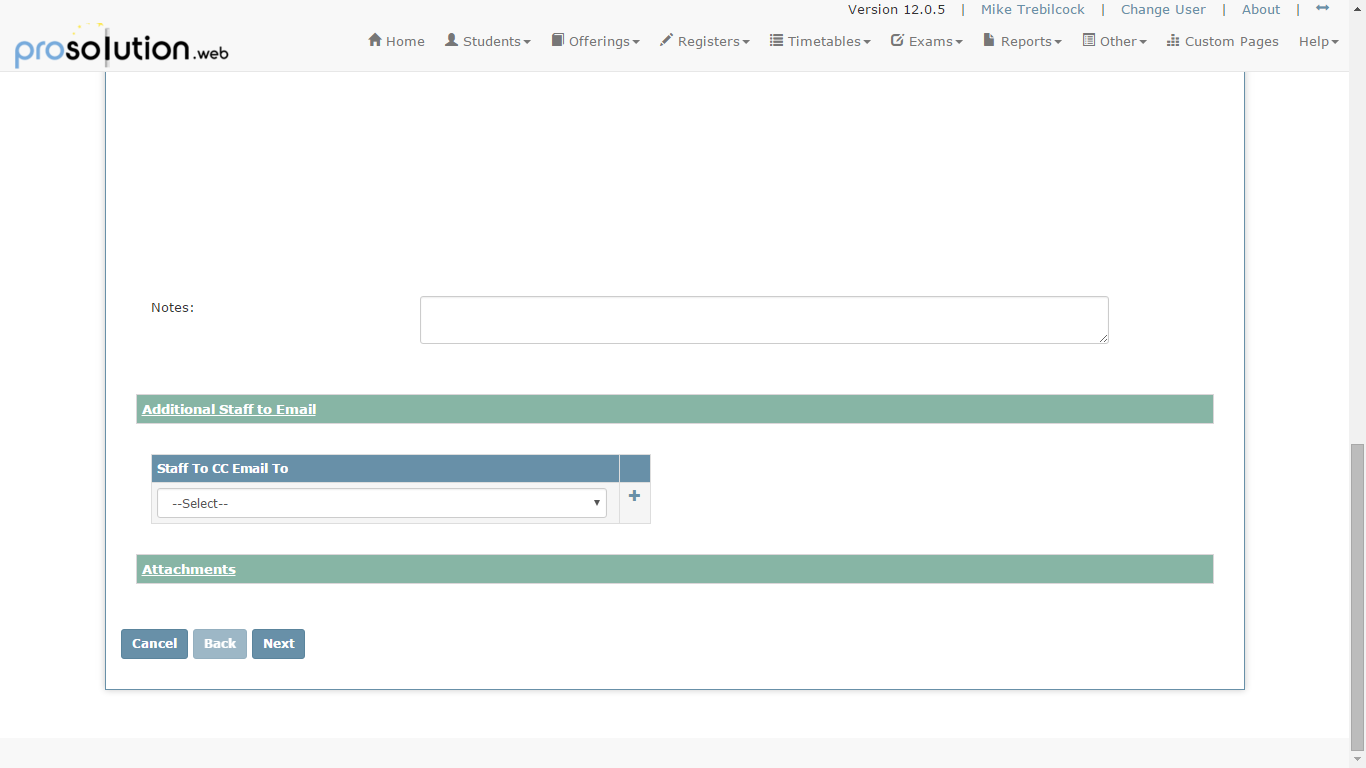 Version 12.0.5 | Mike Trebilcock | Change User | About |
prosolution.web
Home Students Offerings Registers Timetables Exams Reports Other Custom Pages Help
Notes:
Additional Staff to Email
Staff To CC Email To
--Select--
Attachments
Cancel Back Next